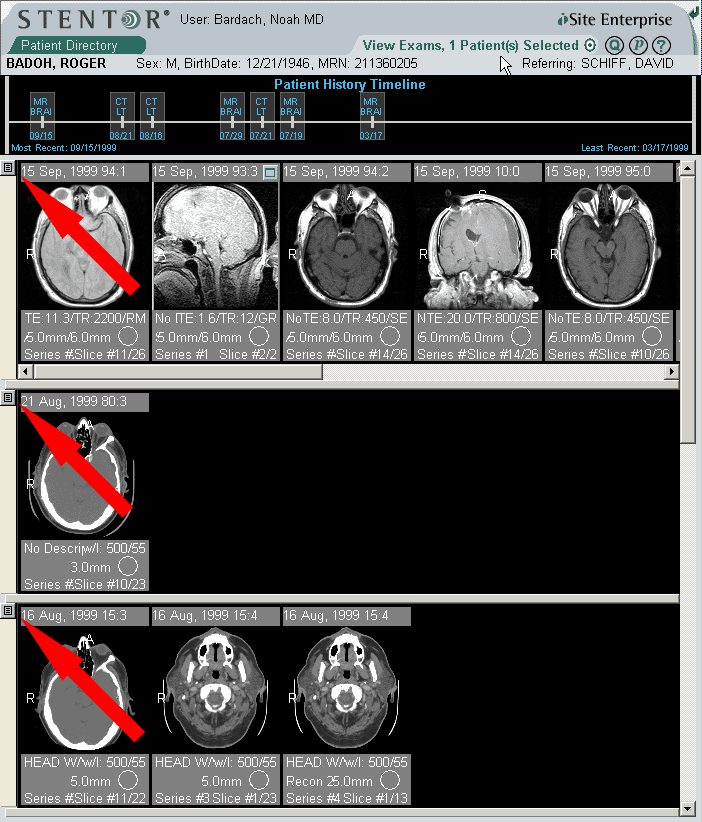 STENTOR®
User: Bardach, Noah MD
iSite Enterprise
Patient Directory
View Exams, 1 Patient(s) Selected
Q P ?
BADOH, ROGER Sex: M, BirthDate: 12/21/1946, MRN: 211360205 Referring: SCHIFF, DAVID
Patient History Timeline
MR CT CT MR CT MR MR
BRAI LT LT BRAI LT BRAI BRAI
09/15 08/21 08/16 07/29 07/21 07/19 03/17
Most Recent: 09/15/1999 Least Recent: 03/17/1999
15 Sep, 1999 94:1 15 Sep, 1999 93:3 15 Sep, 1999 94:2 15 Sep, 1999 10:0 15 Sep, 1999 95:0
A A S A
R A R R R
TE:11.3/TR:2200/RM No ITE:1.6/TR:12/GR NoTE:8.0/TR:450/SE NTE:20.0/TR:800/SE NoTE:8.0/TR:450/SE
5.0mm/6.0mm 5.0mm/6.0mm 5.0mm/6.0mm 5.0mm/6.0mm 5.0mm/6.0mm
Series #Slice #11/26 Series #1 Slice #2/2 Series #Slice #14/26 Series #Slice #14/26 Series #Slice #10/26
21 Aug, 1999 80:3
A
R
No Descripw/l: 500/55
3.0mm
Series #Slice #10/23
16 Aug, 1999 15:3 16 Aug, 1999 15:4 16 Aug, 1999 15:4
A
R R R
HEAD W/w/l: 500/55 HEAD W/w/l: 500/55 HEAD W/w/l: 500/55
5.0mm 5.0mm Recon 25.0mm
Series #Slice #11/22 Series #3 Slice #1/23 Series #4 Slice #1/13